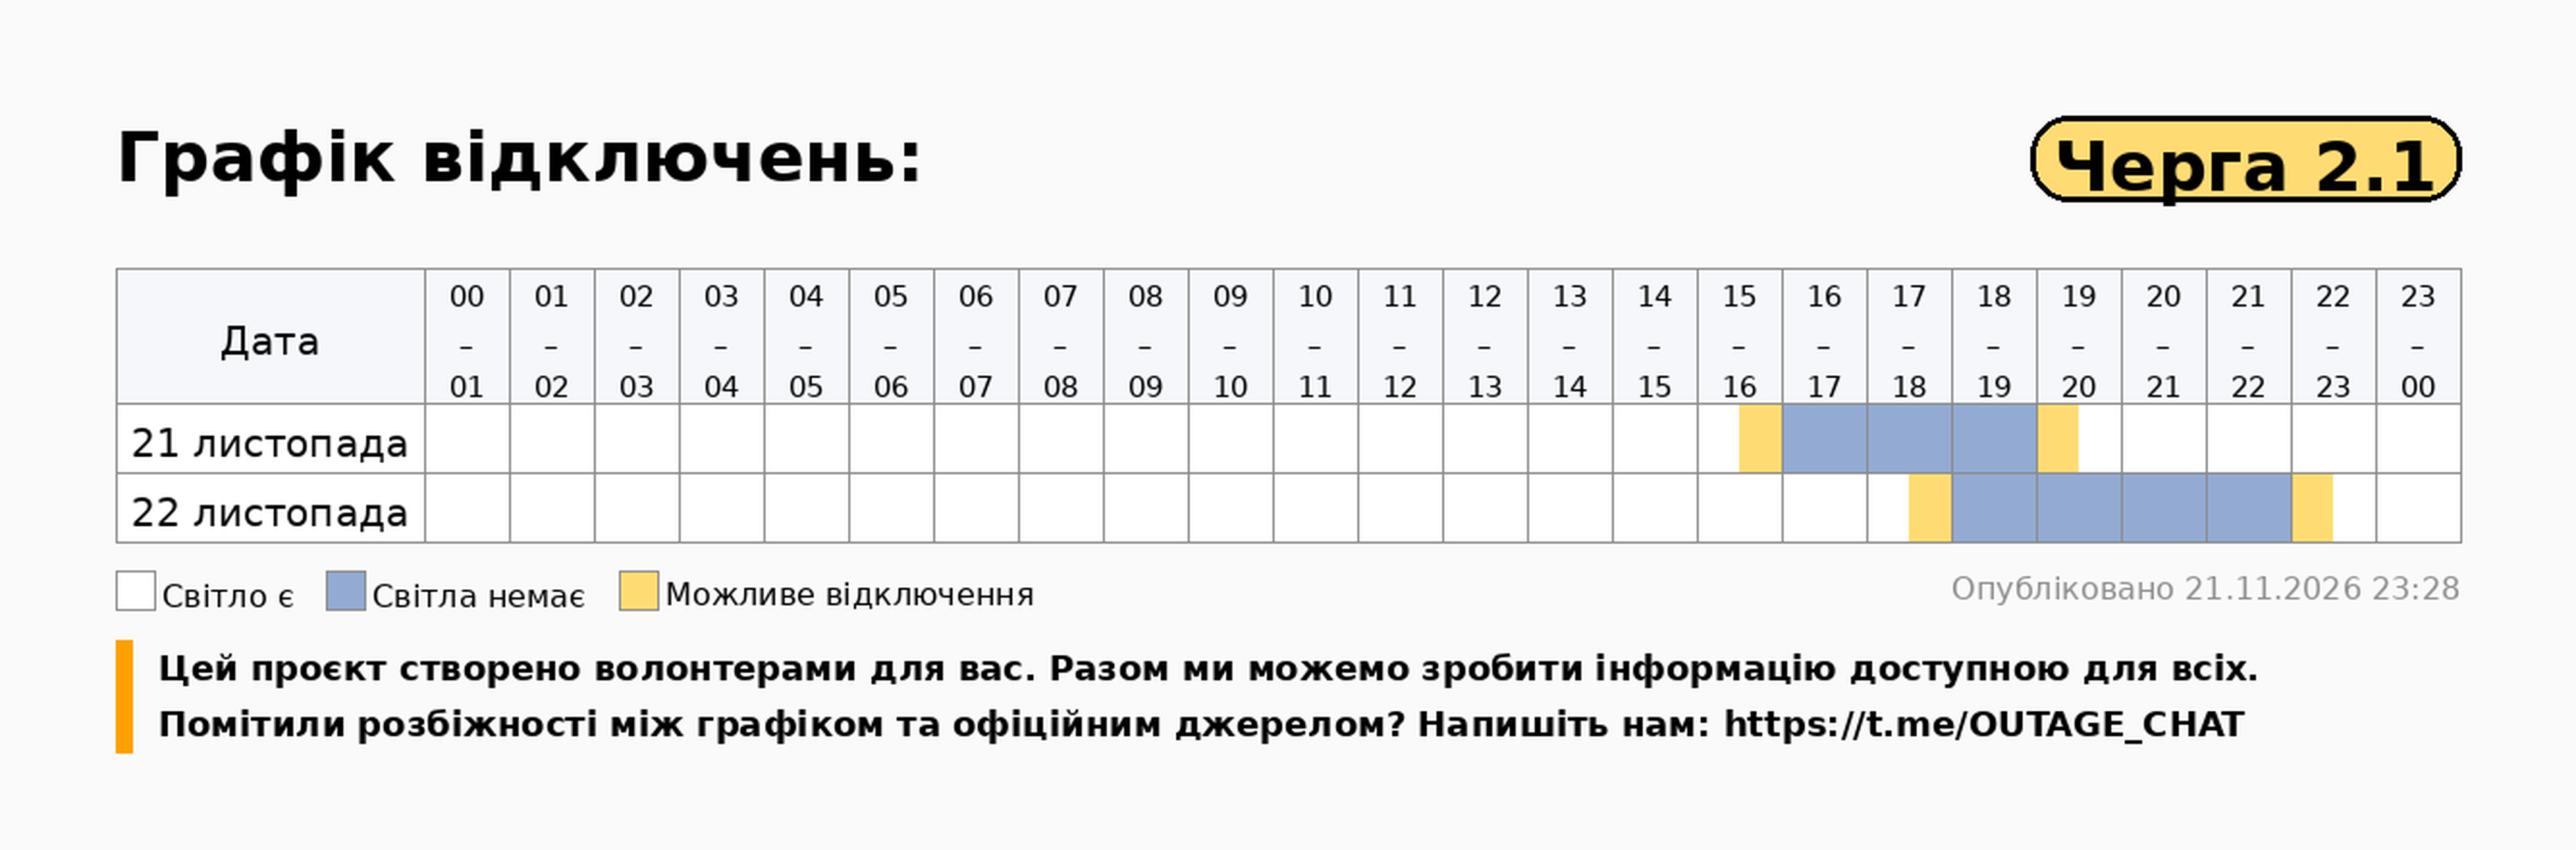 Графік відключень:
Черга 2.1
Дата 00 – 01 01 – 02 02 – 03 03 – 04 04 – 05 05 – 06 06 – 07 07 – 08 08 – 09 09 – 10 10 – 11 11 – 12 12 – 13 13 – 14 14 – 15 15 – 16 16 – 17 17 – 18 18 – 19 19 – 20 20 – 21 21 – 22 22 – 23 23 – 00
21 листопада
22 листопада
Світло є Світла немає Можливе відключення
Опубліковано 21.11.2026 23:28
Цей проєкт створено волонтерами для вас. Разом ми можемо зробити інформацію доступною для всіх.
Помітили розбіжності між графіком та офіційним джерелом? Напишіть нам: https://t.me/OUTAGE_CHAT